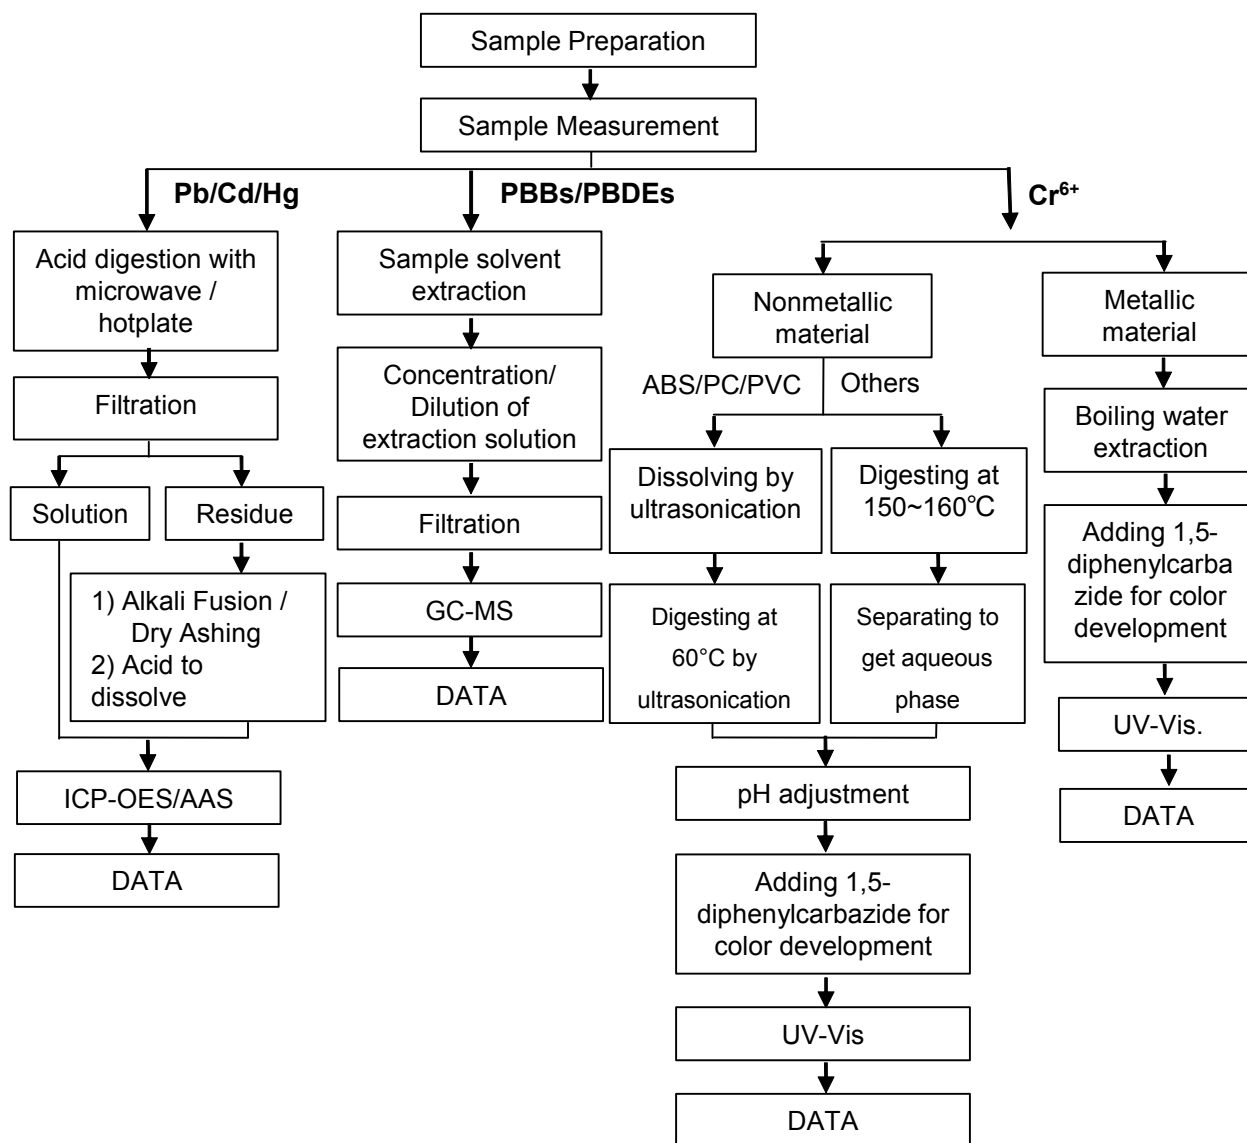 Sample Preparation
Sample Measurement
Pb/Cd/Hg
PBBs/PBDEs
Cr⁶⁺
Acid digestion with
microwave /
hotplate
Filtration
Solution
Residue
1) Alkali Fusion /
Dry Ashing
2) Acid to
dissolve
ICP-OES/AAS
DATA
Sample solvent
extraction
Concentration/
Dilution of
extraction solution
Filtration
GC-MS
DATA
Nonmetallic
material
ABS/PC/PVC
Others
Dissolving by
ultrasonication
Digesting at
60°C by
ultrasonication
Digesting at
150~160℃
Separating to
get aqueous
phase
pH adjustment
Adding 1,5-
diphenylcarbazide for
color development
UV-Vis
DATA
Metallic
material
Boiling water
extraction
Adding 1,5-
diphenylcarba
zide for color
development
UV-Vis.
DATA